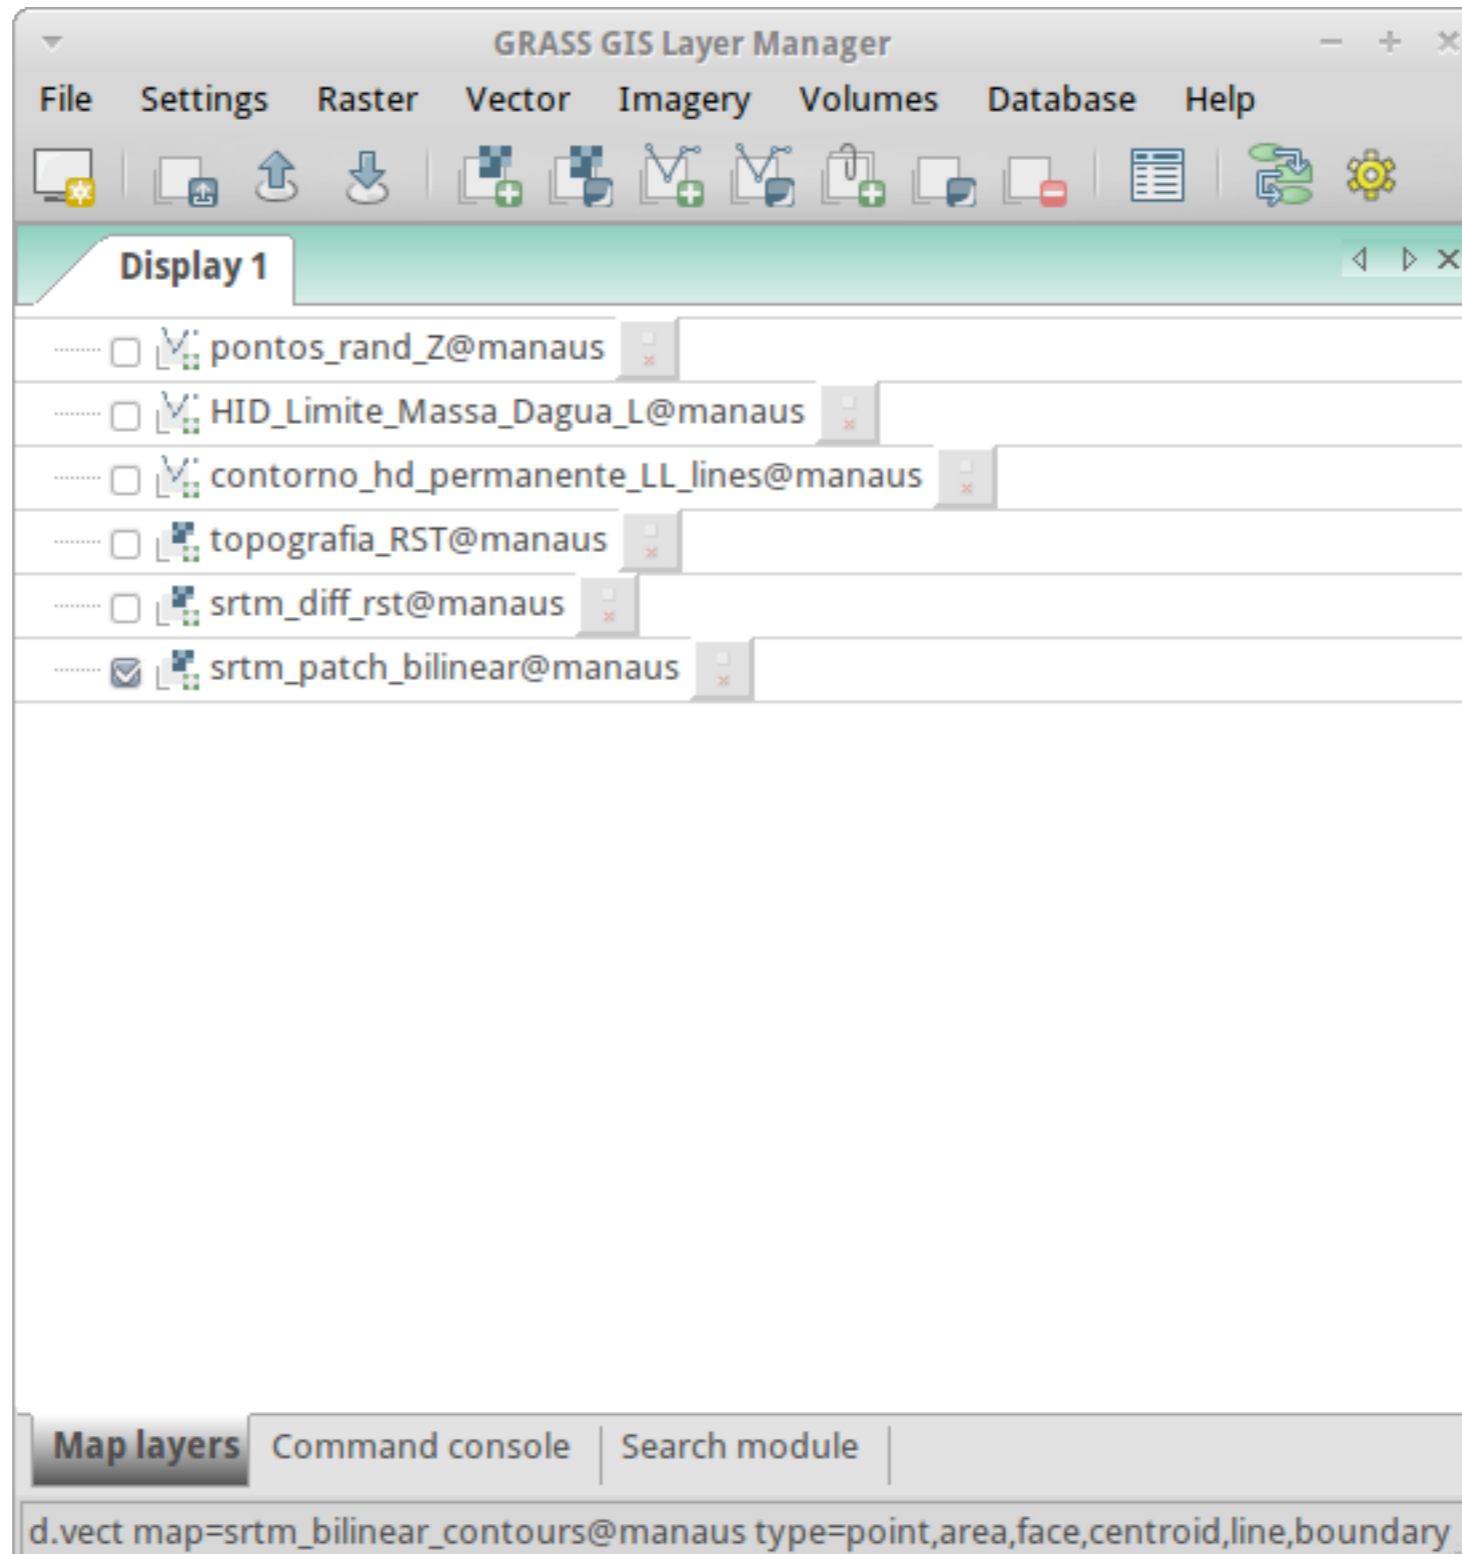 GRASS GIS Layer Manager
File Settings Raster Vector Imagery Volumes Database Help
Display 1
pontos_rand_Z@manaus
HID_Limite_Massa_Dagua_L@manaus
contorno_hd_permanente_LL_lines@manaus
topografia_RST@manaus
srtm_diff_rst@manaus
srtm_patch_bilinear@manaus
Map layers Command console Search module
d.vect map=srtm_bilinear_contours@manaus type=point,area,face,centroid,line,boundary